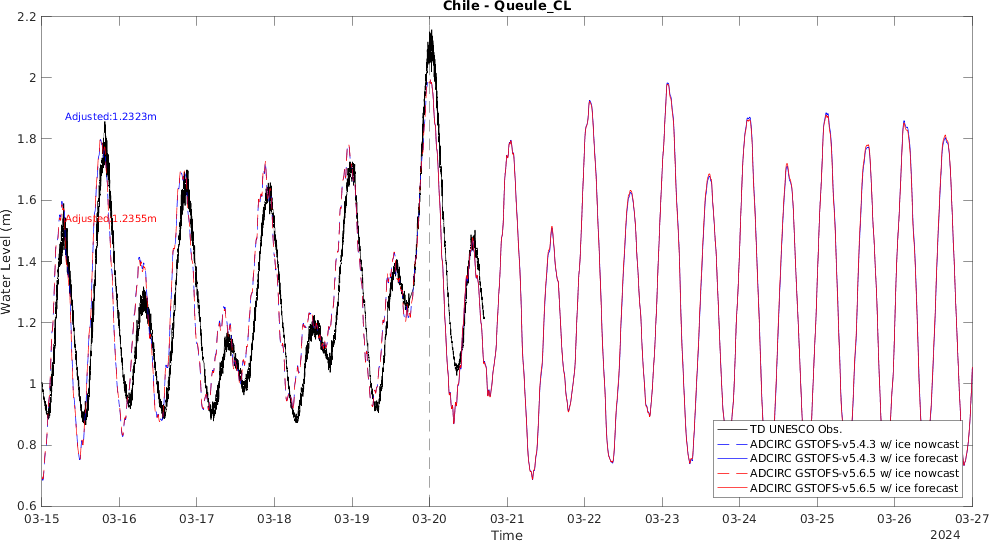 Chile - Queule_CL
2.2
2
1.8
1.6
1.4
1.2
1
0.8
0.6
Water Level (m)
Adjusted:1.2323m
Adjusted:1.2355m
TD UNESCO Obs.
ADCIRC GSTOFS-v5.4.3 w/ ice nowcast
ADCIRC GSTOFS-v5.4.3 w/ ice forecast
ADCIRC GSTOFS-v5.6.5 w/ ice nowcast
ADCIRC GSTOFS-v5.6.5 w/ ice forecast
03-15 03-16 03-17 03-18 03-19 03-20 03-21 03-22 03-23 03-24 03-25 03-26 03-27
Time
2024